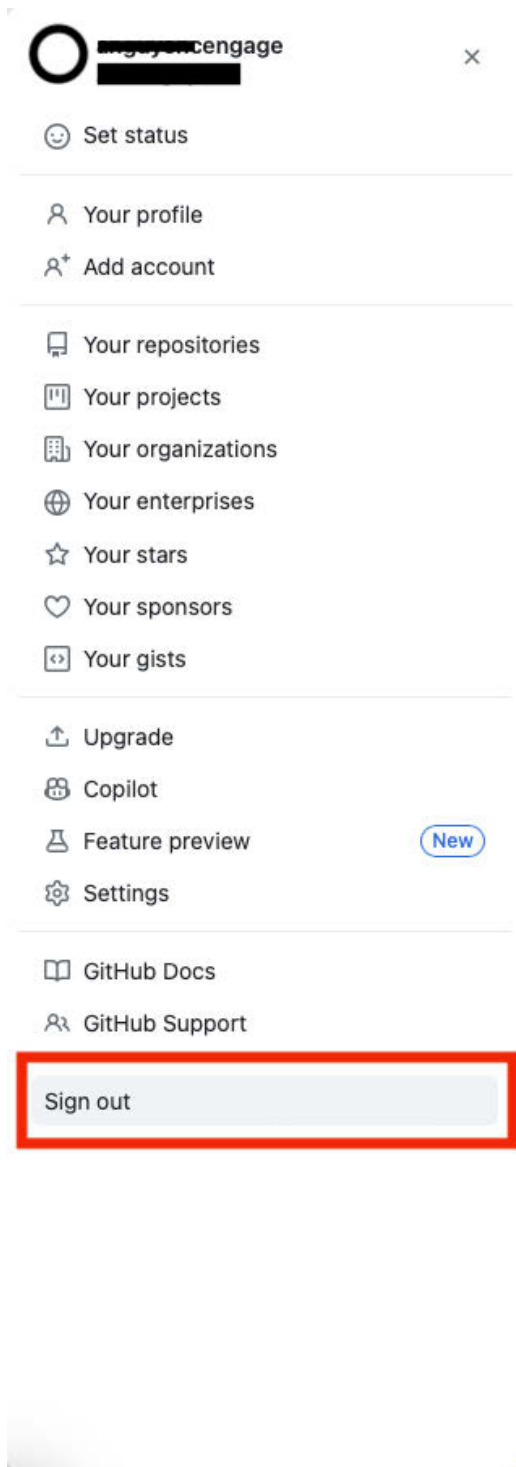 cengage
Set status
Your profile
Add account
Your repositories
Your projects
Your organizations
Your enterprises
Your stars
Your sponsors
Your gists
Upgrade
Copilot
Feature preview New
Settings
GitHub Docs
GitHub Support
Sign out